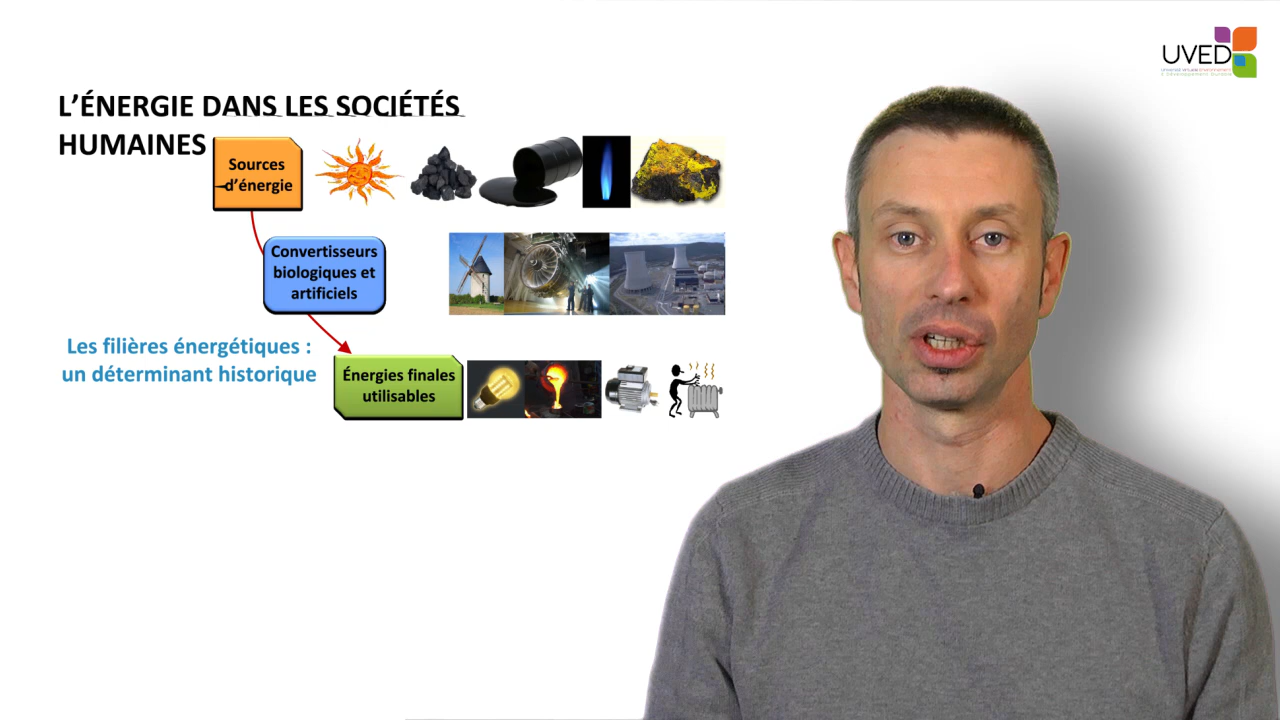 UVED
L'ÉNERGIE DANS LES SOCIÉTÉS
HUMAINES
Sources
d'énergie
Convertisseurs
biologiques et
artificiels
Les filières énergétiques :
un déterminant historique
Énergies finales
utilisables